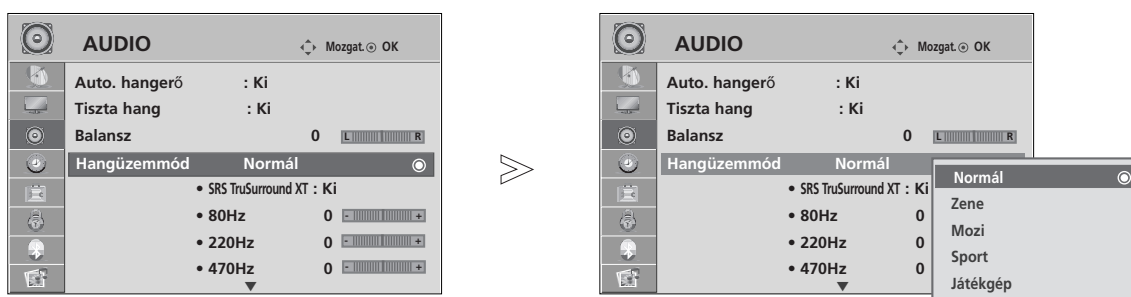 AUDIO Mozgat. OK
Auto. hangerő : Ki
Tiszta hang : Ki
Balansz 0 L R
Hangüzemmód Normál
• SRS TruSurround XT : Ki
• 80Hz 0 - +
• 220Hz 0 - +
• 470Hz 0 - +
AUDIO Mozgat. OK
Auto. hangerő : Ki
Tiszta hang : Ki
Balansz 0 L R
Hangüzemmód Normál
• SRS TruSurround XT : Ki
• 80Hz 0
• 220Hz 0
• 470Hz 0
Normál
Zene
Mozi
Sport
Játékgép